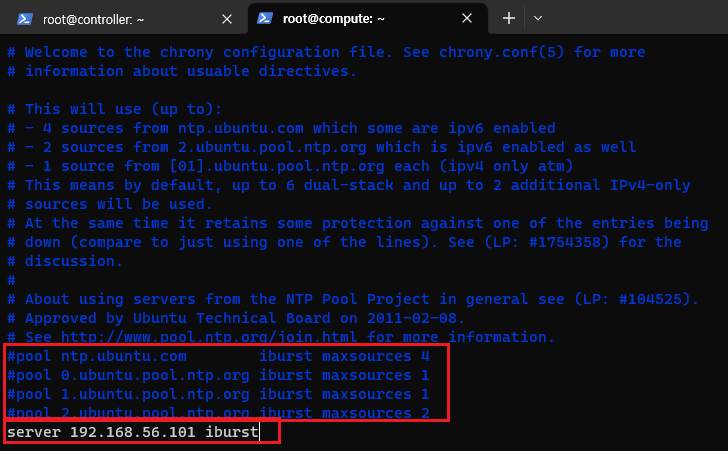 root@controller: ~
root@compute: ~
# Welcome to the chrony configuration file. See chrony.conf(5) for more
# information about usuable directives.
# This will use (up to):
# - 4 sources from ntp.ubuntu.com which some are ipv6 enabled
# - 2 sources from 2.ubuntu.pool.ntp.org which is ipv6 enabled as well
# - 1 source from [01].ubuntu.pool.ntp.org each (ipv4 only atm)
# This means by default, up to 6 dual-stack and up to 2 additional IPv4-only
# sources will be used.
# At the same time it retains some protection against one of the entries being
# down (compare to just using one of the lines). See (LP: #1754358) for the
# discussion.
#
# About using servers from the NTP Pool Project in general see (LP: #104525).
# Approved by Ubuntu Technical Board on 2011-02-08.
# See http://www.pool.ntp.org/join.html for more information.
#pool ntp.ubuntu.com        iburst maxsources 4
#pool 0.ubuntu.pool.ntp.org iburst maxsources 1
#pool 1.ubuntu.pool.ntp.org iburst maxsources 1
#pool 2.ubuntu.pool.ntp.org iburst maxsources 2
server 192.168.56.101 iburst